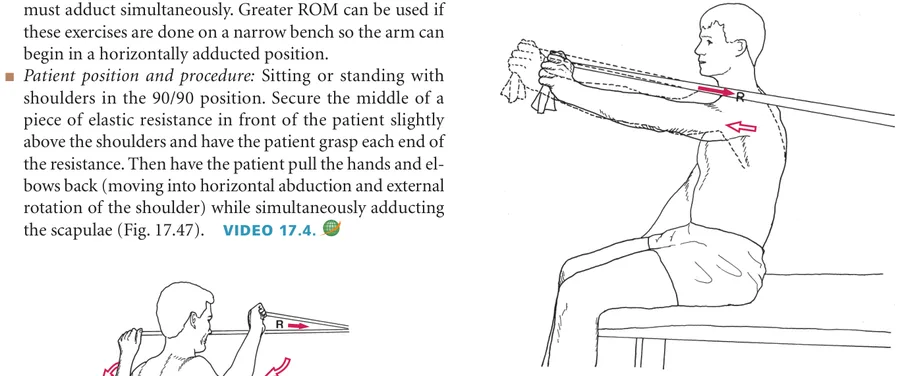 must adduct simultaneously. Greater ROM can be used if
these exercises are done on a narrow bench so the arm can
begin in a horizontally adducted position.
■ Patient position and procedure: Sitting or standing with
shoulders in the 90/90 position. Secure the middle of a
piece of elastic resistance in front of the patient slightly
above the shoulders and have the patient grasp each end of
the resistance. Then have the patient pull the hands and el-
bows back (moving into horizontal abduction and external
rotation of the shoulder) while simultaneously adducting
the scapulae (Fig. 17.47). VIDEO 17.4.
R
R